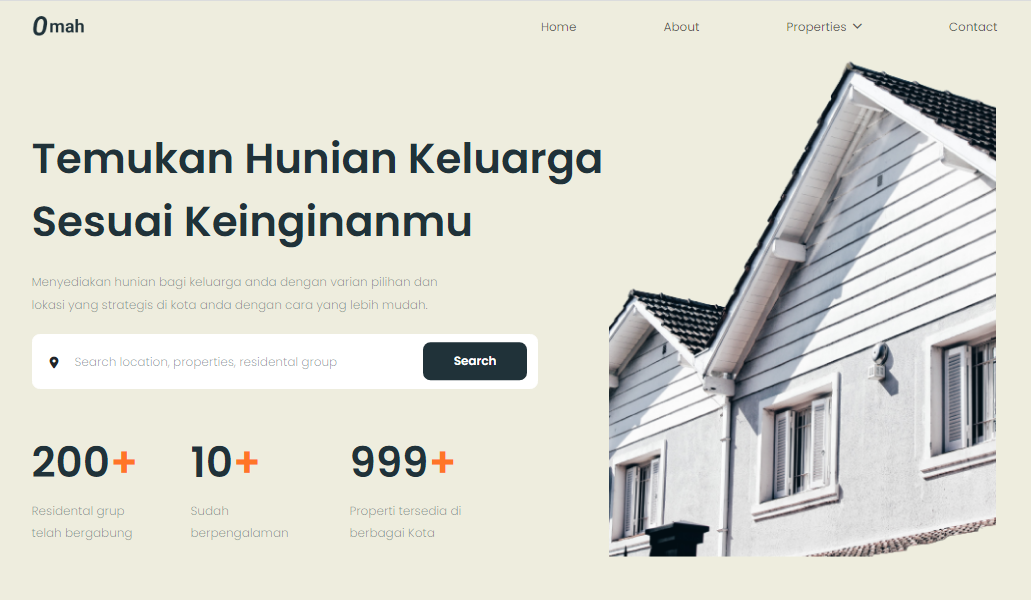 Omah
Home About Properties Contact
Temukan Hunian Keluarga
Sesuai Keinginanmu
Menyediakan hunian bagi keluarga anda dengan varian pilihan dan
lokasi yang strategis di kota anda dengan cara yang lebih mudah.
Search location, properties, residental group
Search
200+
Residental grup
telah bergabung
10+
Sudah
berpengalaman
999+
Properti tersedia di
berbagai Kota